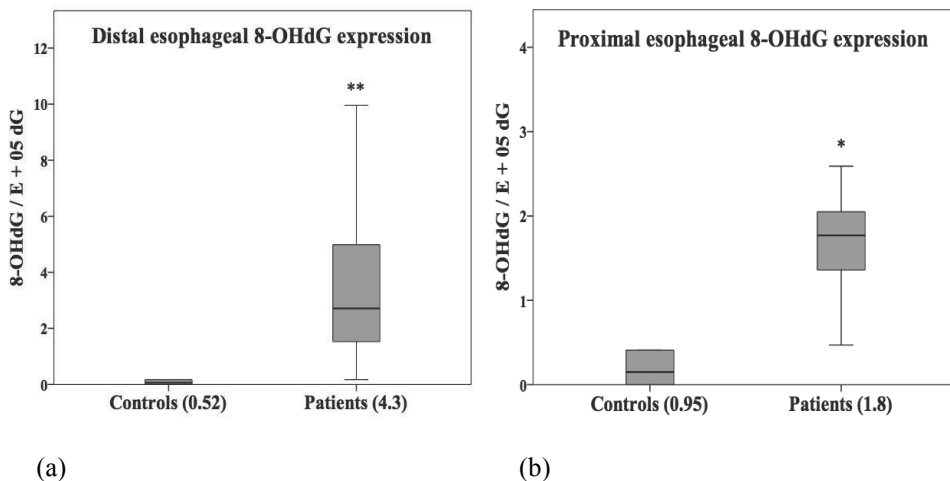 Distal esophageal 8-OHdG expression
**
8-OHdG / E + 05 dG
12
10
8
6
4
2
0
Controls (0.52) Patients (4.3)
(a)
Proximal esophageal 8-OHdG expression
*
8-OHdG / E + 05 dG
4
3
2
1
0
Controls (0.95) Patients (1.8)
(b)